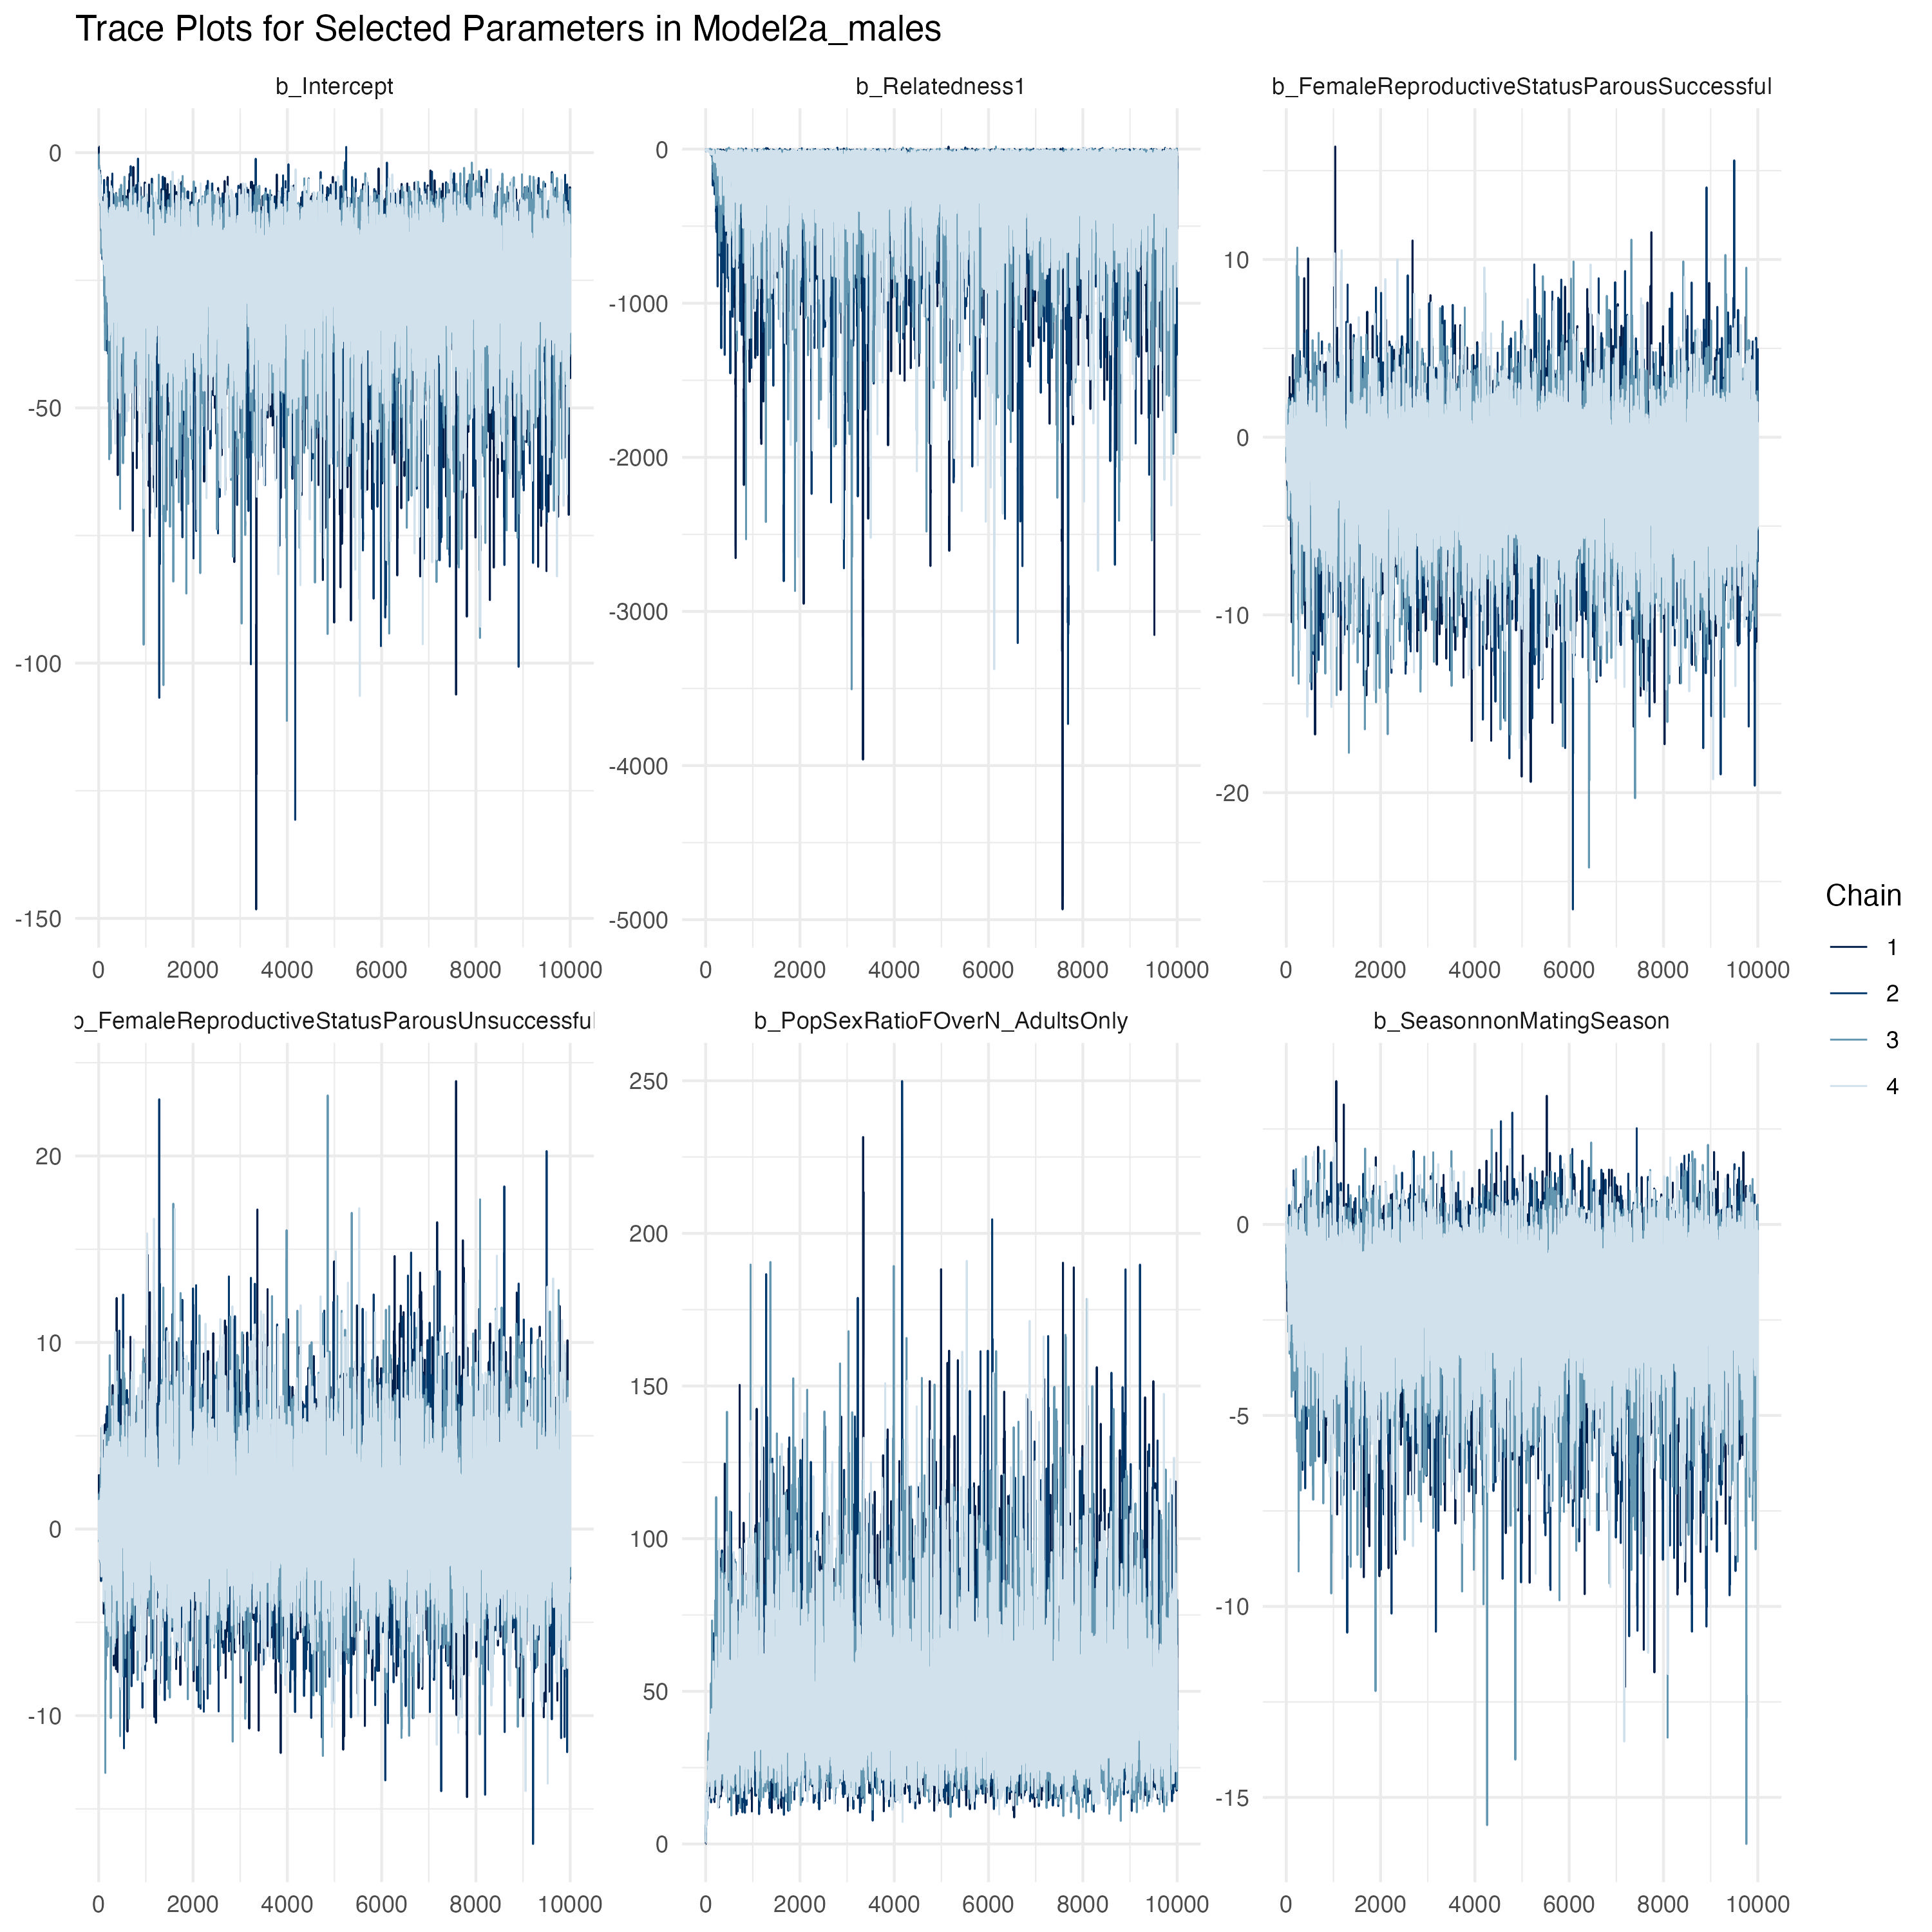 Trace Plots for Selected Parameters in Model2a_males
b_Intercept
b_Relatedness1
b_FemaleReproductiveStatusParousSuccessful
0
-50
-100
-150
0
-1000
-2000
-3000
-4000
-5000
10
0
-10
-20
0 2000 4000 6000 8000 10000
0 2000 4000 6000 8000 10000
0 2000 4000 6000 8000 10000
Chain
1
2
3
4
b_FemaleReproductiveStatusParousUnsuccessful
b_PopSexRatioFOverN_AdultsOnly
b_SeasonnonMatingSeason
20
10
0
-10
250
200
150
100
50
0
0
-5
-10
-15
0 2000 4000 6000 8000 10000
0 2000 4000 6000 8000 10000
0 2000 4000 6000 8000 10000